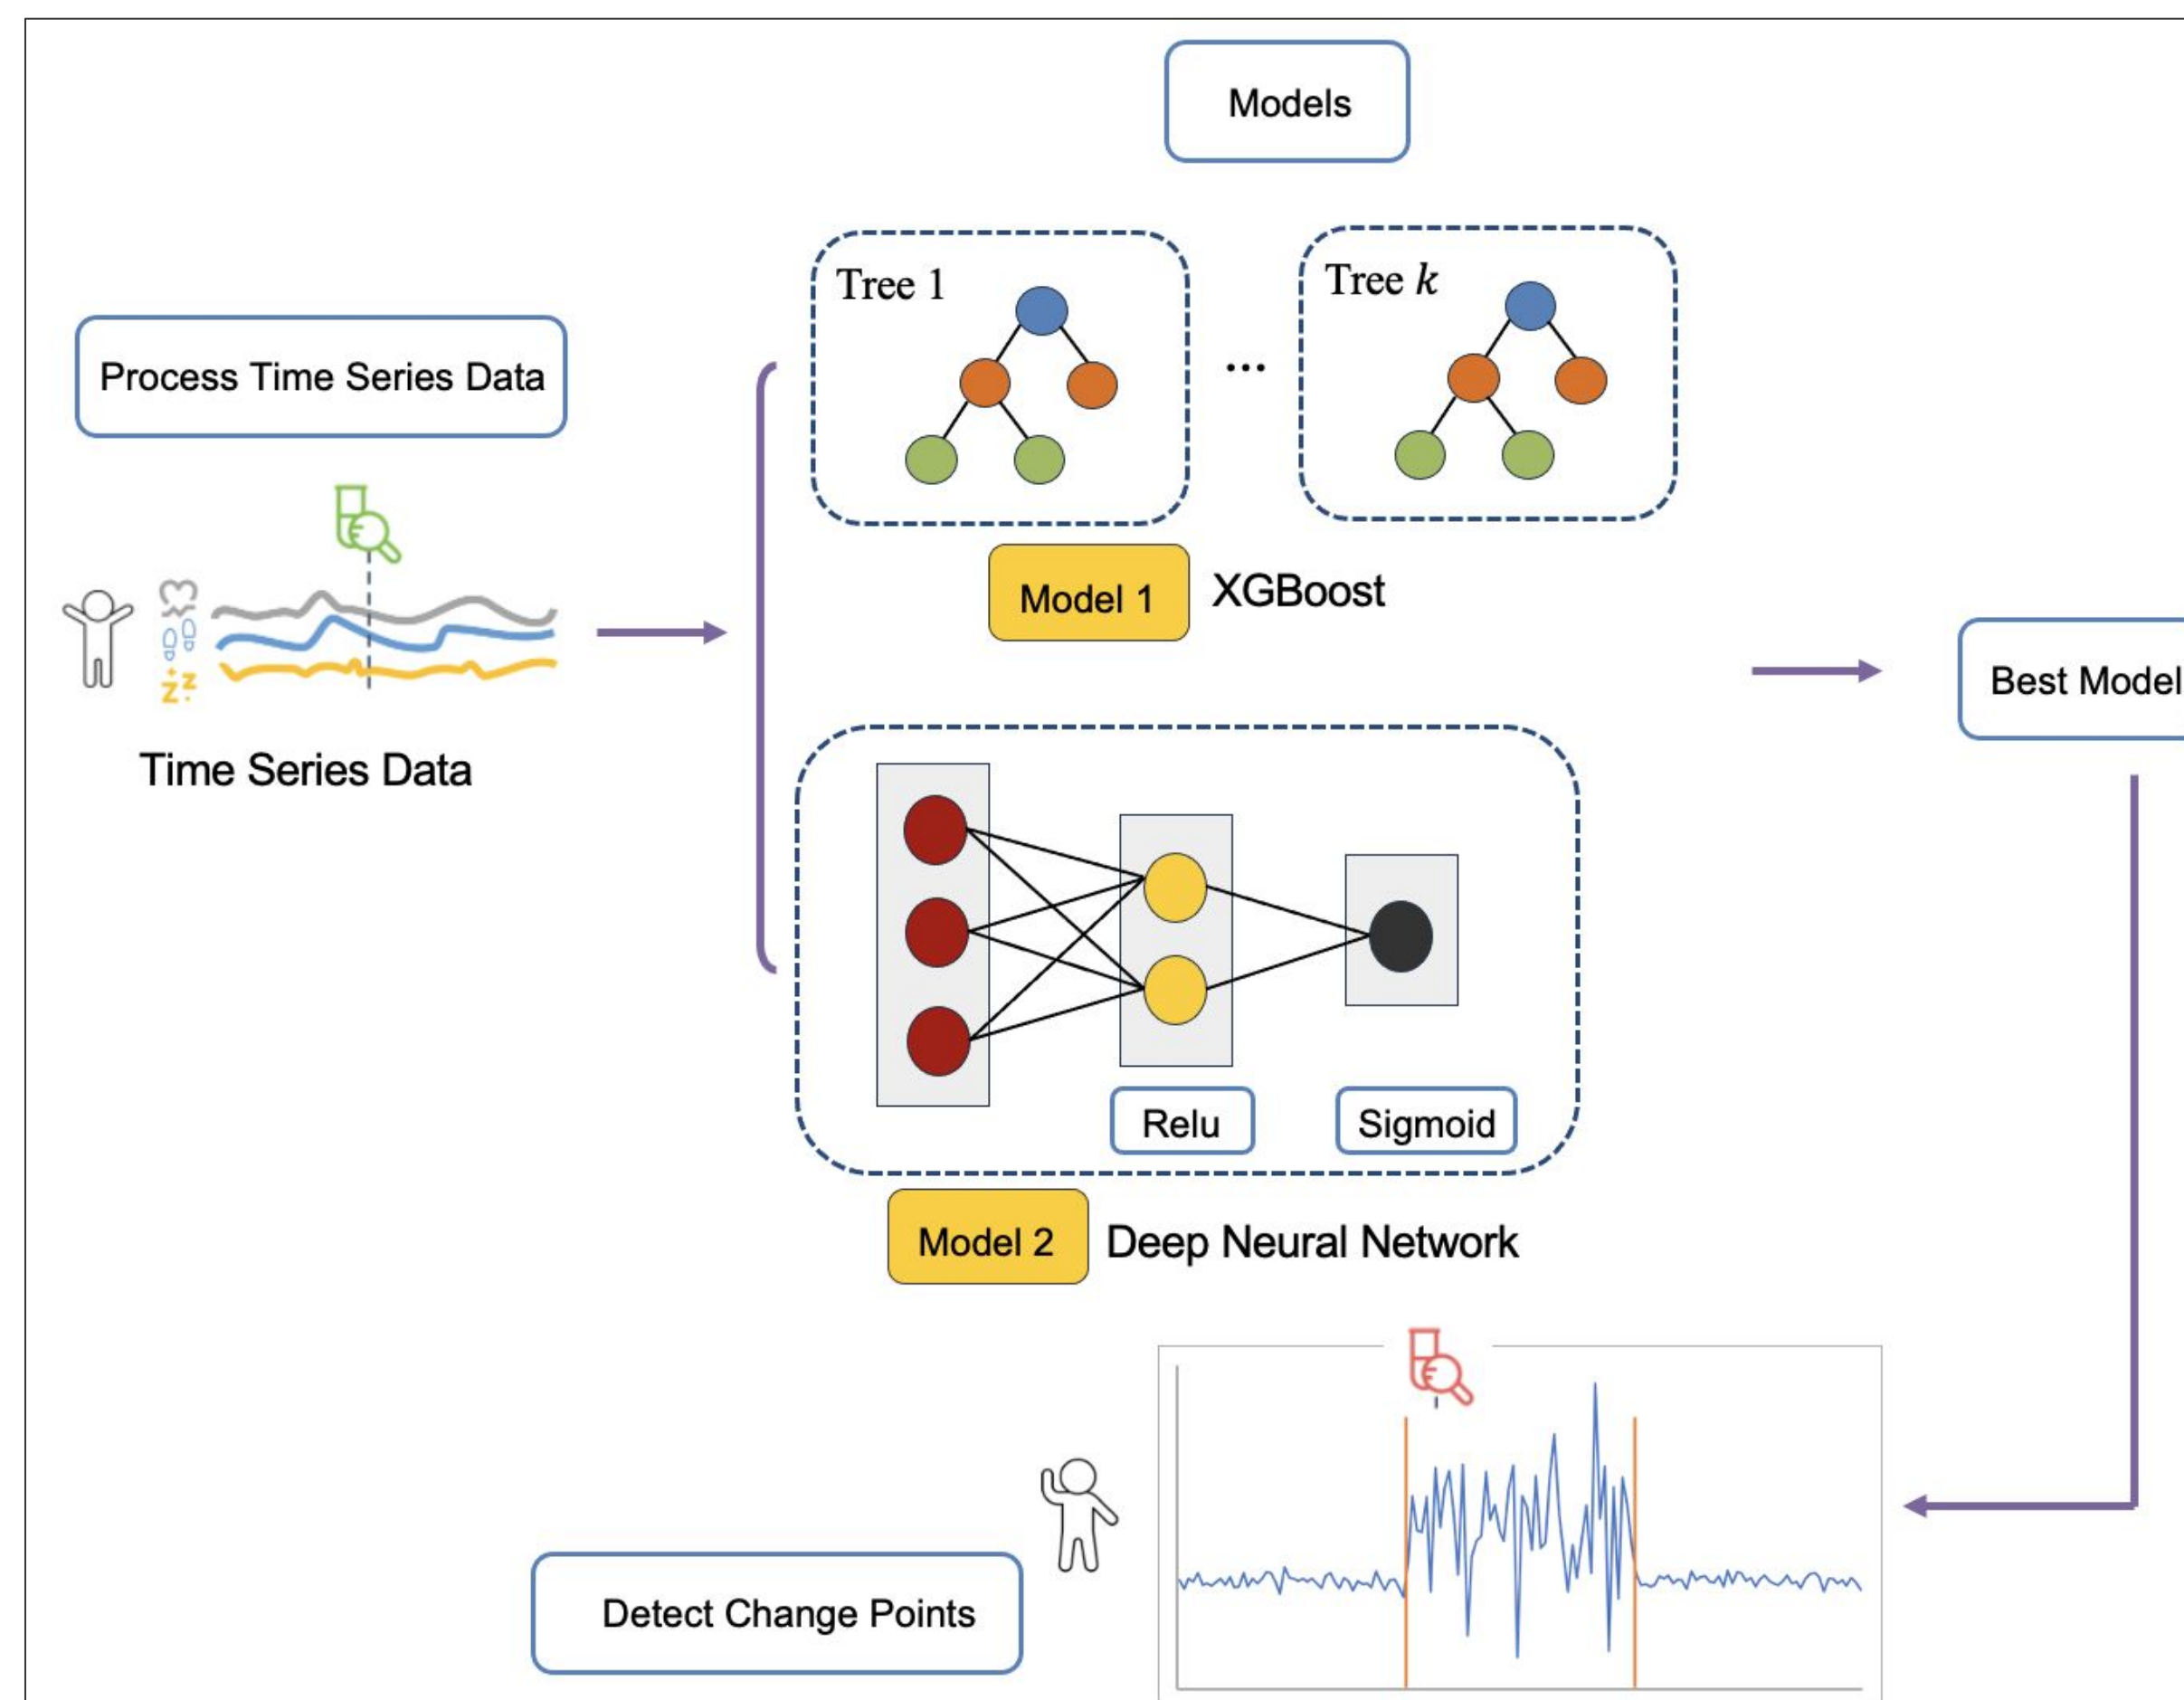 Models
Process Time Series Data
Tree 1
...
Tree k
Model 1
XGBoost
Time Series Data
Best Model
Relu
Sigmoid
Model 2
Deep Neural Network
Detect Change Points